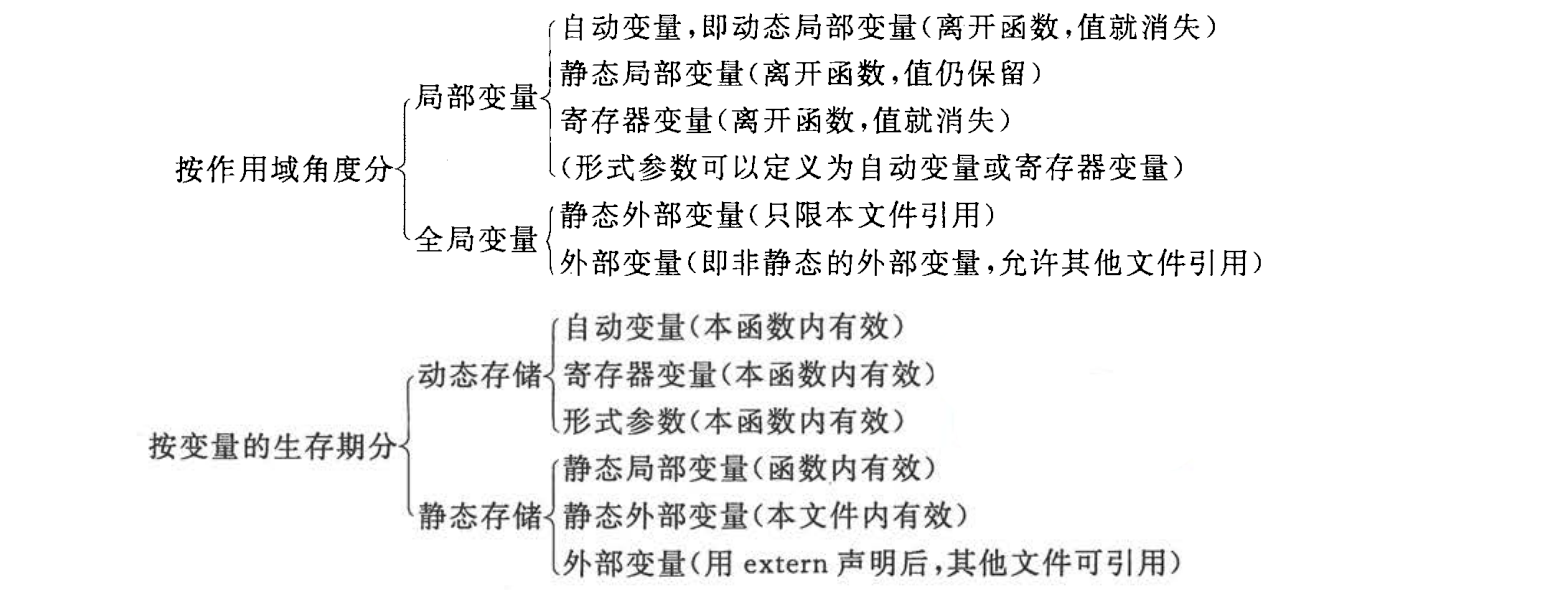 自动变量,即动态局部变量(离开函数,值就消失)
静态局部变量(离开函数,值仍保留)
局部变量
寄存器变量(离开函数,值就消失)
按作用域角度分
(形式参数可以定义为自动变量或寄存器变量)
静态外部变量(只限本文件引用)
全局变量
外部变量(即非静态的外部变量,允许其他文件引用)
自动变量(本函数内有效)
动态存储
寄存器变量(本函数内有效)
形式参数(本函数内有效)
按变量的生存期分
静态局部变量(函数内有效)
静态存储
静态外部变量(本文件内有效)
外部变量(用 extern 声明后,其他文件可引用)